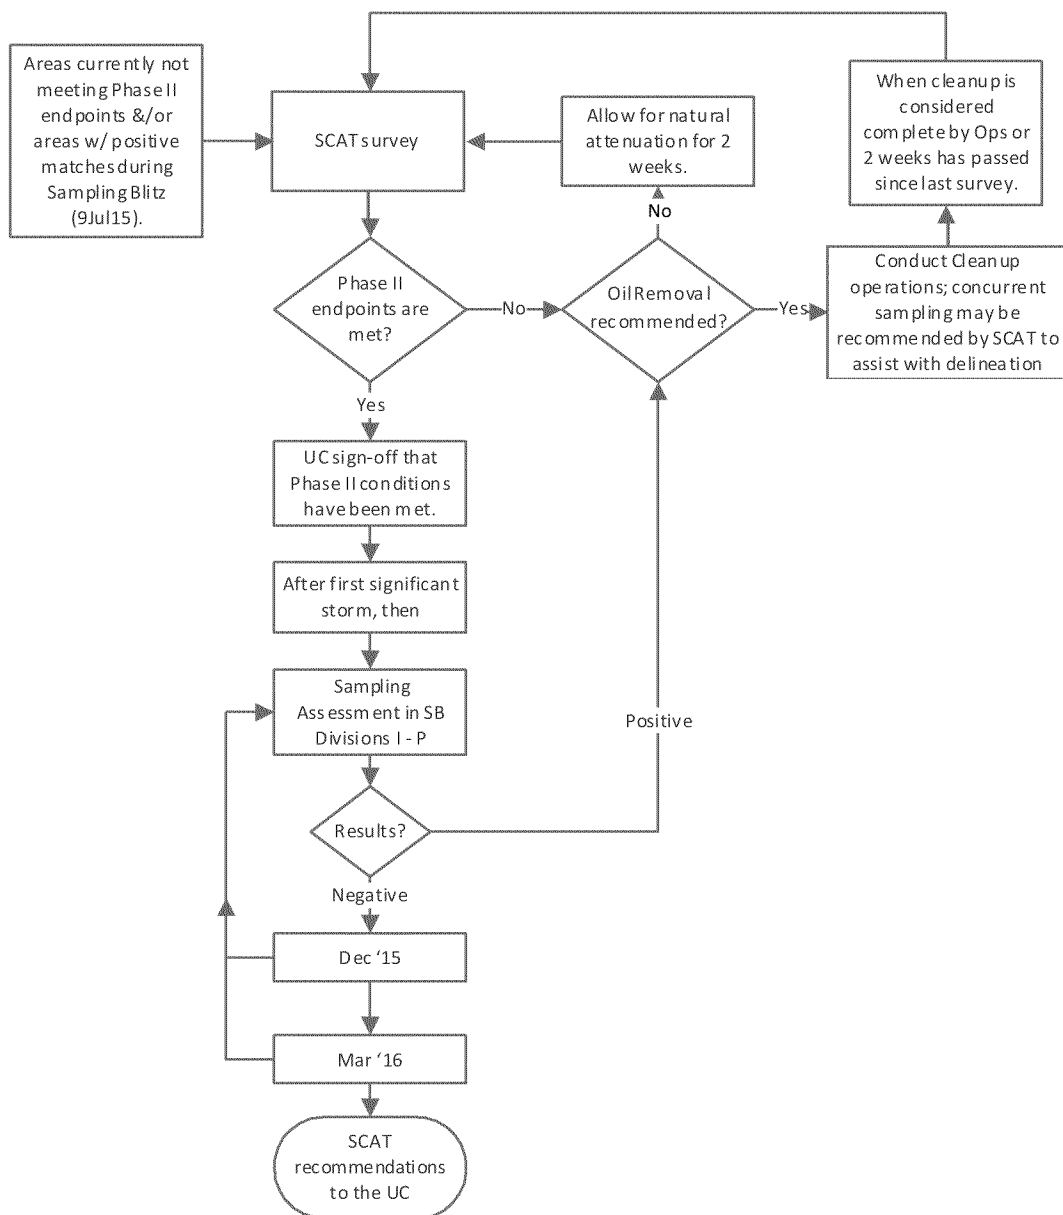 Areas currently not
meeting Phase II
endpoints &/or
areas w/ positive
matches during
Sampling Blitz
(9Jul15).
SCAT survey
Allow for natural
attenuation for 2
weeks.
When cleanup is
considered
complete by Ops or
2 weeks has passed
since last survey.
No
Phase II
endpoints are
met?
No
Oil Removal
recommended?
Yes
Conduct Cleanup
operations; concurrent
sampling may be
recommended by SCAT to
assist with delineation
Yes
UC sign-off that
Phase II conditions
have been met.
After first significant
storm, then
Sampling
Assessment in SB
Divisions I - P
Positive
Results?
Negative
Dec ‘15
Mar ‘16
SCAT
recommendations
to the UC